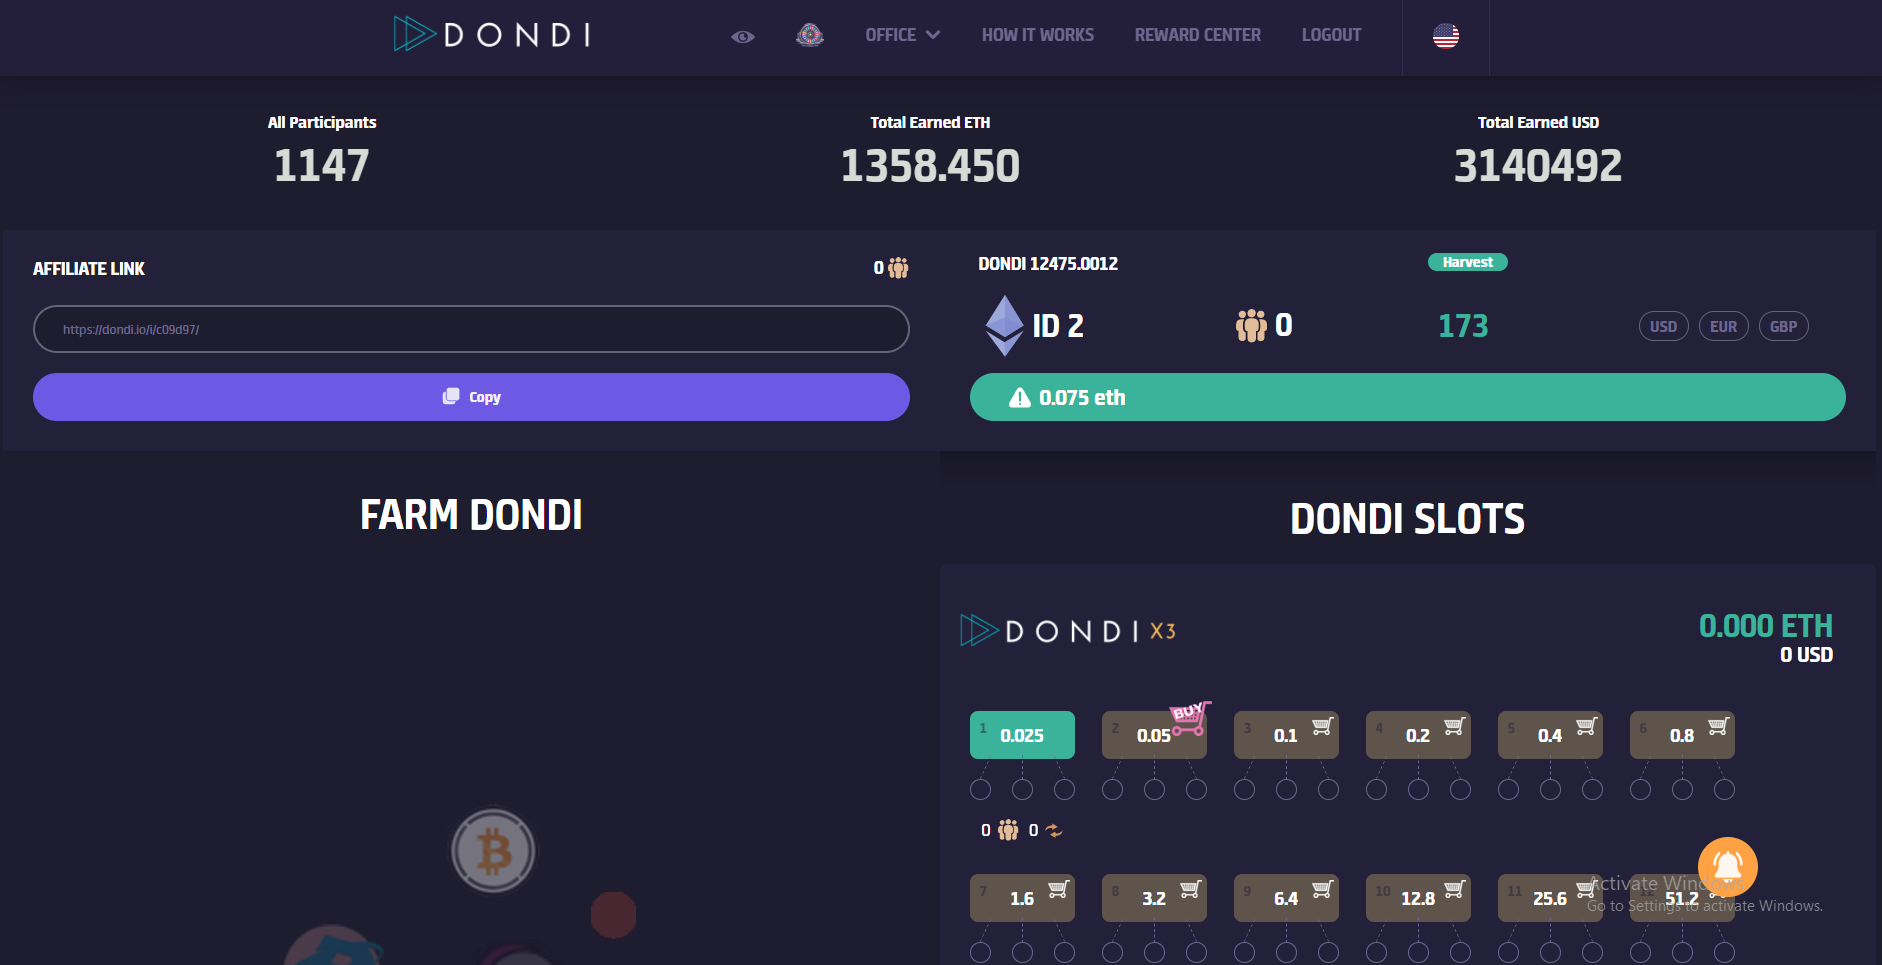 DONDI
OFFICE
HOW IT WORKS
REWARD CENTER
LOGOUT
All Participants
1147
Total Earned ETH
1358.450
Total Earned USD
3140492
AFFILIATE LINK
0
https://dondi.io/i/c09d97/
Copy
DONDI 12475.0012
Harvest
ID 2
0
173
USD
EUR
GBP
0.075 eth
FARM DONDI
DONDI SLOTS
DONDI X3
0.000 ETH
0 USD
1 0.025
2 0.05 BUY
3 0.1
4 0.2
5 0.4
6 0.8
0 0
7 1.6
8 3.2
9 6.4
10 12.8
11 25.6
12 51.2
Activate Windows
Go to Settings to activate Windows.